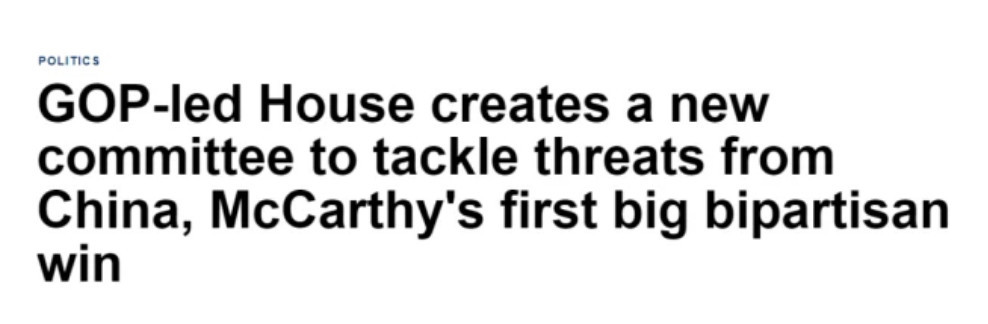 POLITICS
GOP-led House creates a new
committee to tackle threats from
China, McCarthy's first big bipartisan
win